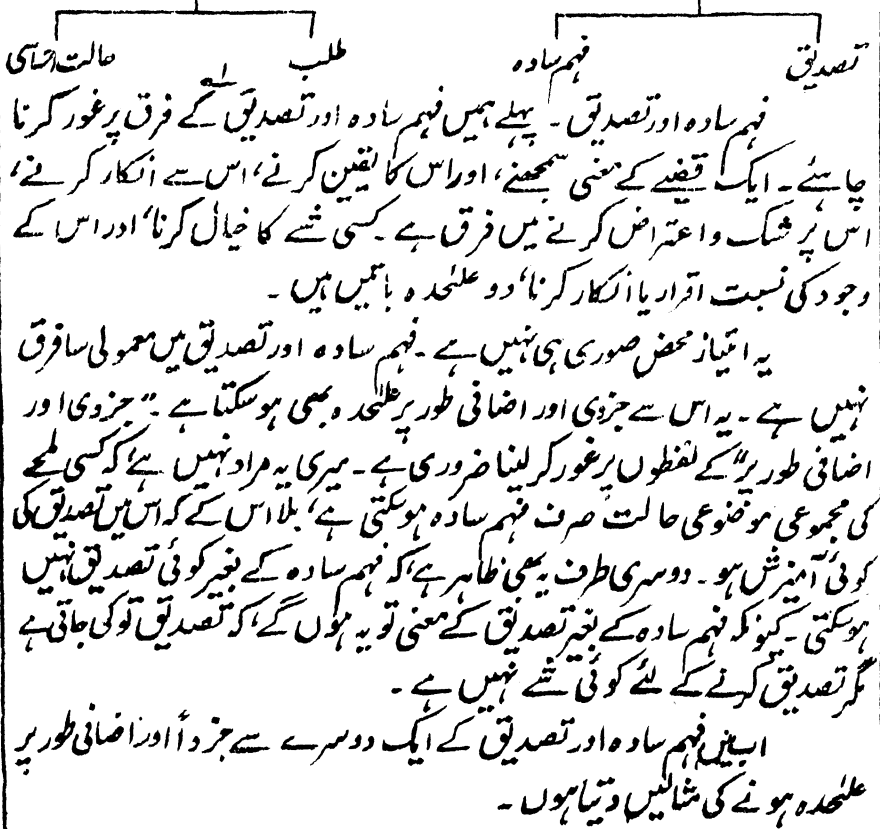 تصدیق فہم سادہ طلب حالت احساسی
فہم سادہ اور تصدیق ۔ پہلے ہمیں فہم سادہ اور تصدیق کے فرق پر غور کرنا
چاہئے ۔ ایک قضیے کے معنی سمجھنے، اور اس کا یقین کرنے، اس سے انکار کرنے،
اس پر شک و اعتراض کرنے میں فرق ہے ۔ کسی شے کا خیال کرنا، اور اس کے
وجود کی نسبت اقرار یا انکار کرنا، دو علٰحدہ باتیں ہیں ۔
یہ امتیاز محض صوری ہی نہیں ہے ۔ فہم سادہ اور تصدیق میں معمولی سا فرق
نہیں ہے ۔ یہ اس سے جزوی اور اضافی طور پر علٰحدہ بھی ہو سکتا ہے ۔ ”جزوی اور
اضافی طور پر“ کے لفظوں پر غور کر لینا ضروری ہے ۔ میری یہ مراد نہیں ہے، کہ کسی لمحے
کی مجموعی موضوعی حالت صرف فہم سادہ ہو سکتی ہے، بلا اس کے کہ اس میں تصدیق کی
کوئی آمیزش ہو ۔ دوسری طرف یہ بھی ظاہر ہے، کہ فہم سادہ کے بغیر کوئی تصدیق نہیں
ہو سکتی ۔ کیونکہ فہم سادہ کے بغیر تصدیق کے معنی تو یہ ہوں گے، کہ تصدیق تو کی جاتی ہے
مگر تصدیق کرنے کے لئے کوئی شے نہیں ہے ۔
اب میں فہم سادہ اور تصدیق کے ایک دوسرے سے جزواً اور اضافی طور پر
علٰحدہ ہونے کی مثالیں دیتا ہوں ۔